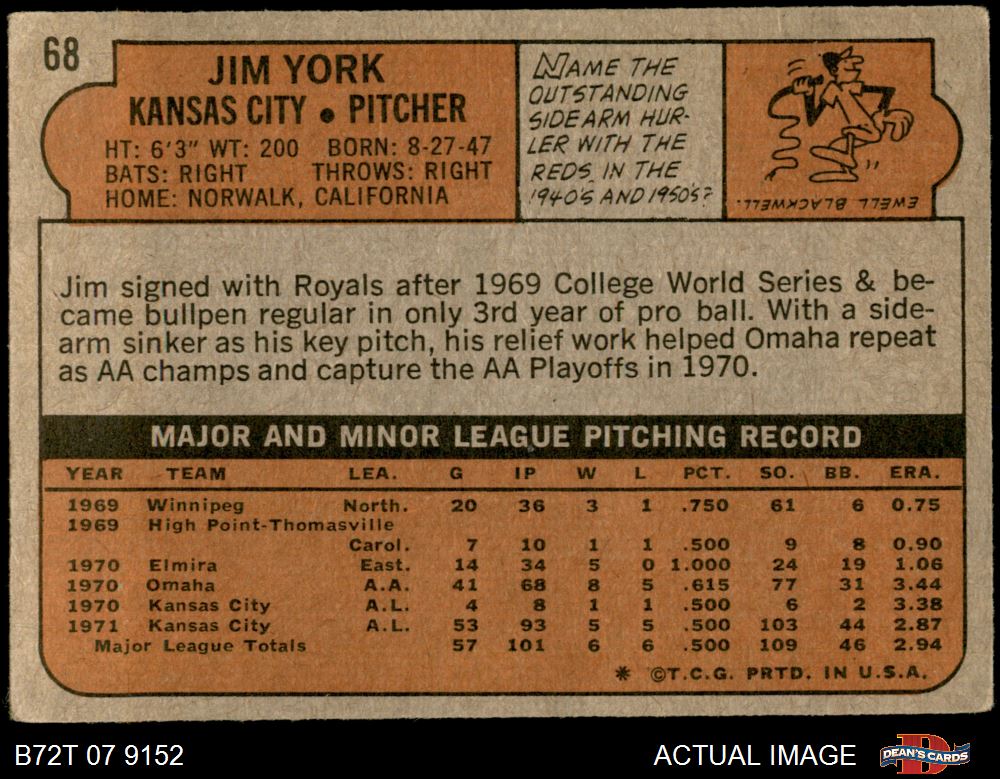 68
JIM YORK
KANSAS CITY • PITCHER
HT: 6'3" WT: 200 BORN: 8-27-47
BATS: RIGHT THROWS: RIGHT
HOME: NORWALK, CALIFORNIA
NAME THE
OUTSTANDING
SIDEARM HUR-
LER WITH THE
REDS IN THE
1940'S AND 1950'S?
EWELL BLACKWELL.
Jim signed with Royals after 1969 College World Series & be-
came bullpen regular in only 3rd year of pro ball. With a side-
arm sinker as his key pitch, his relief work helped Omaha repeat
as AA champs and capture the AA Playoffs in 1970.
MAJOR AND MINOR LEAGUE PITCHING RECORD
YEAR TEAM LEA. G IP W L PCT. SO. BB. ERA.
1969 Winnipeg North. 20 36 3 1 .750 61 6 0.75
1969 High Point-Thomasville
Carol. 7 10 1 1 .500 9 8 0.90
1970 Elmira East. 14 34 5 0 1.000 24 19 1.06
1970 Omaha A.A. 41 68 8 5 .615 77 31 3.44
1970 Kansas City A.L. 4 8 1 1 .500 6 2 3.38
1971 Kansas City A.L. 53 93 5 5 .500 103 44 2.87
Major League Totals 57 101 6 6 .500 109 46 2.94
* ©T.C.G. PRTD. IN U.S.A.
B72T 07 9152
ACTUAL IMAGE
DEAN'S CARDS